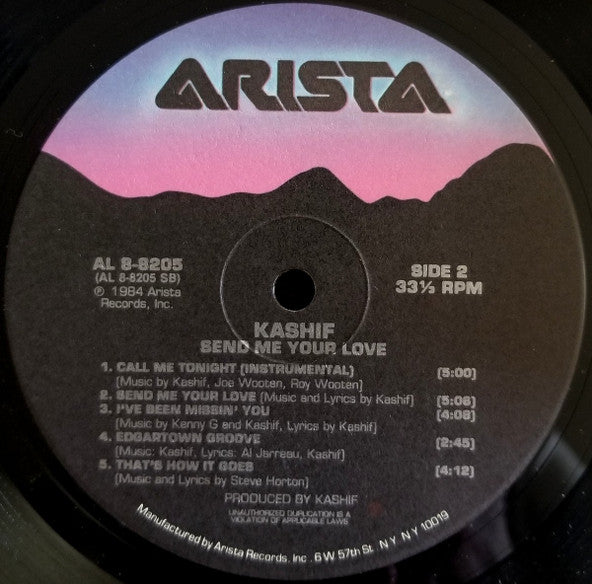 ARISTA
AL 8-8205
(AL 8-8205 SB)
℗ 1984 Arista
Records, Inc.
SIDE 2
33⅓ RPM
KASHIF
SEND ME YOUR LOVE
1. CALL ME TONIGHT (INSTRUMENTAL) (5:00)
(Music by Kashif, Joe Wooten, Roy Wooten)
2. SEND ME YOUR LOVE (Music and Lyrics by Kashif) (5:06)
3. I'VE BEEN MISSIN' YOU (4:08)
(Music by Kenny G and Kashif, Lyrics by Kashif)
4. EDGARTOWN GROOVE (2:45)
(Music: Kashif, Lyrics: Al Jarreau, Kashif)
5. THAT'S HOW IT GOES (4:12)
(Music and Lyrics by Steve Horton)
PRODUCED BY KASHIF
UNAUTHORIZED DUPLICATION IS A
VIOLATION OF APPLICABLE LAWS
Manufactured by Arista Records, Inc., 6 W 57th St. N Y N Y 10019